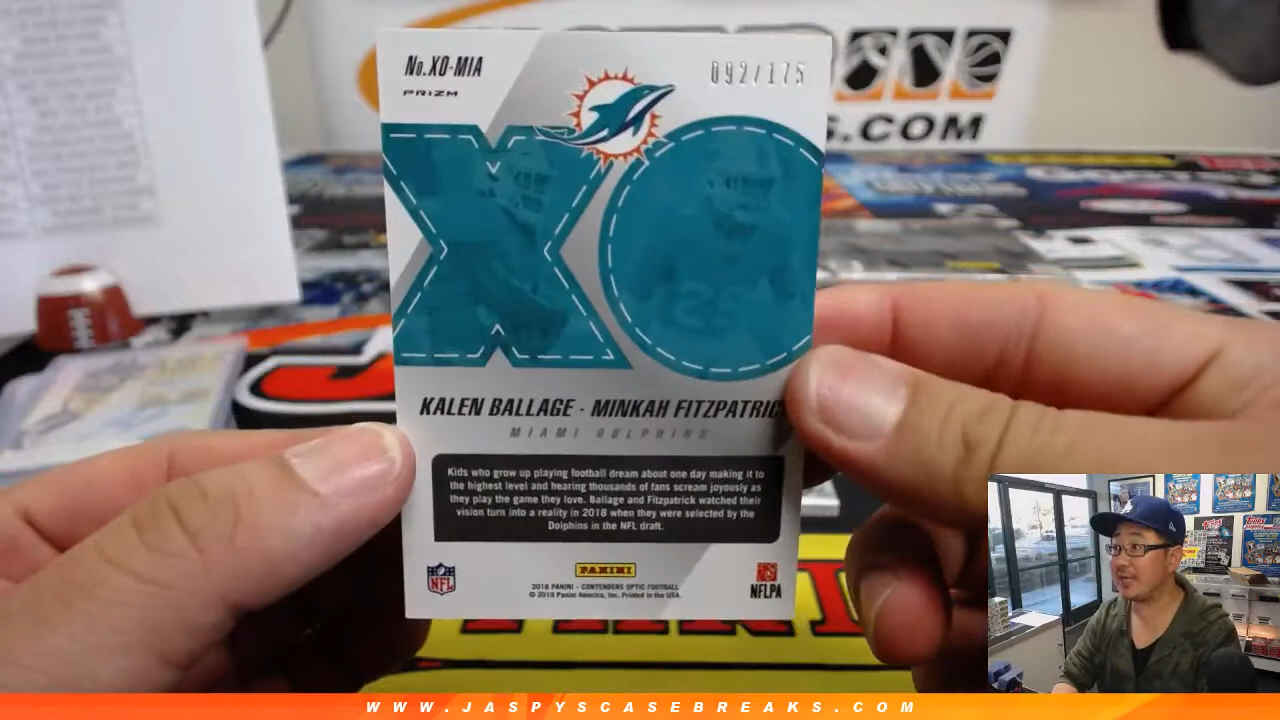 No.XO-MIA
PRIZM
092/175
S.COM
XO
KALEN BALLAGE - MINKAH FITZPATRIC
MIAMI DOLPHINS
Kids who grow up playing football dream about one day making it to
the highest level and hearing thousands of fans scream joyously as
they play the game they love. Ballage and Fitzpatrick watched their
vision turn into a reality in 2018 when they were selected by the
Dolphins in the NFL draft.
PANINI
NFL
2018 PANINI - CONTENDERS OPTIC FOOTBALL
© 2019 Panini America, Inc. Printed in the USA.
NFLPA
WWW.JASPYSCASEBREAKS.COM